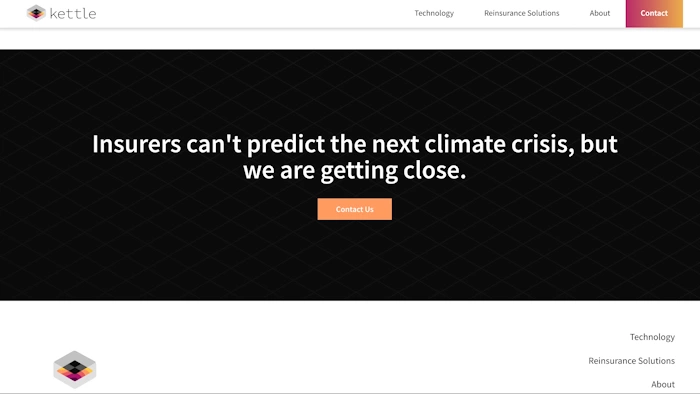 kettle
Technology
Reinsurance Solutions
About
Contact
Insurers can't predict the next climate crisis, but
we are getting close.
Contact Us
Technology
Reinsurance Solutions
About